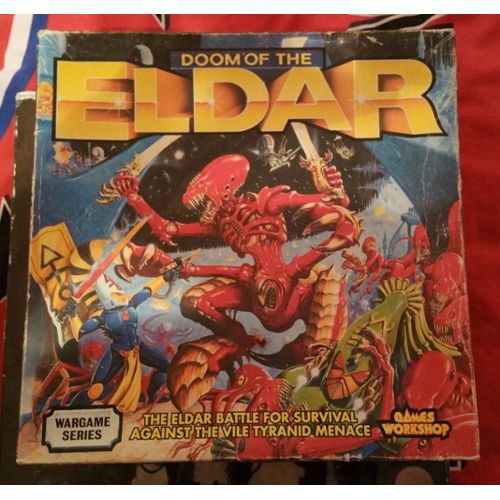 DOOM OF THE
ELDAR
WARGAME
SERIES
THE ELDAR BATTLE FOR SURVIVAL
AGAINST THE VILE TYRANID MENACE
GAMES
WORKSHOP